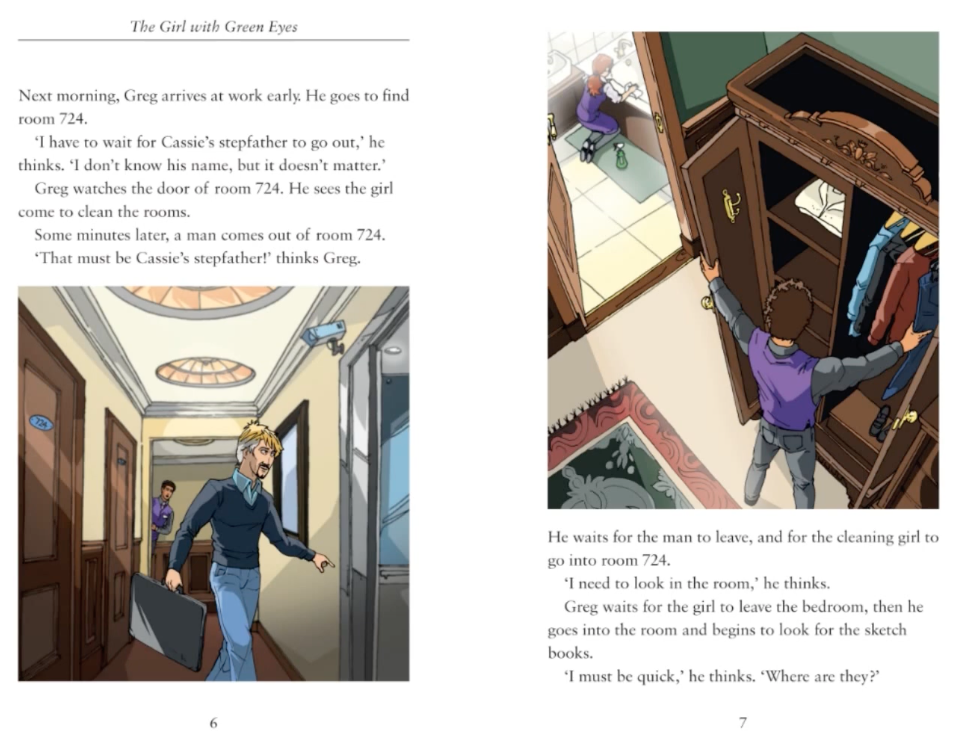 The Girl with Green Eyes
Next morning, Greg arrives at work early. He goes to find
room 724.
‘I have to wait for Cassie’s stepfather to go out,’ he
thinks. ‘I don’t know his name, but it doesn’t matter.’
Greg watches the door of room 724. He sees the girl
come to clean the rooms.
Some minutes later, a man comes out of room 724.
‘That must be Cassie’s stepfather!’ thinks Greg.
724
6
He waits for the man to leave, and for the cleaning girl to
go into room 724.
‘I need to look in the room,’ he thinks.
Greg waits for the girl to leave the bedroom, then he
goes into the room and begins to look for the sketch
books.
‘I must be quick,’ he thinks. ‘Where are they?’
7